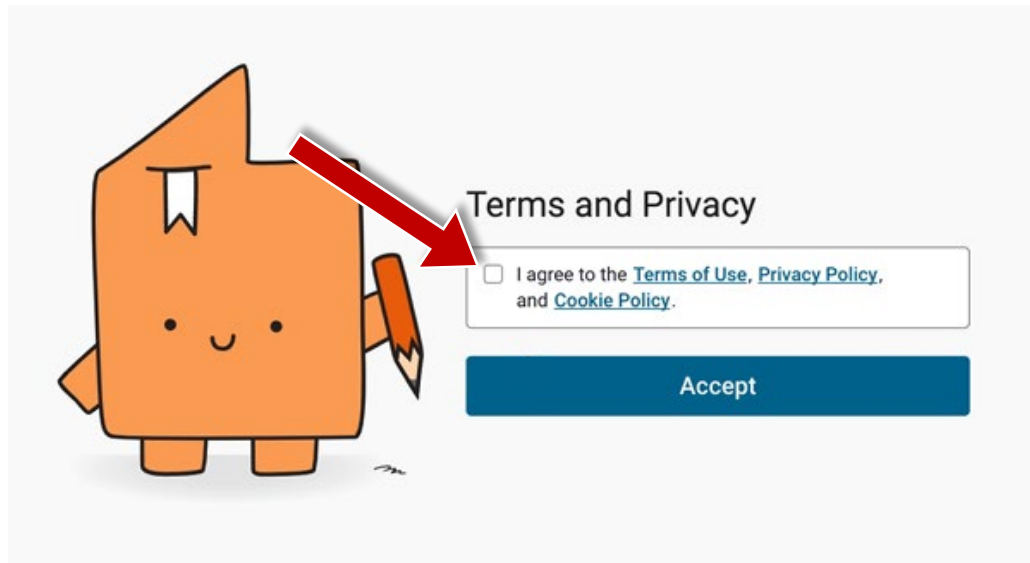 Terms and Privacy
I agree to the Terms of Use, Privacy Policy,
and Cookie Policy.
Accept